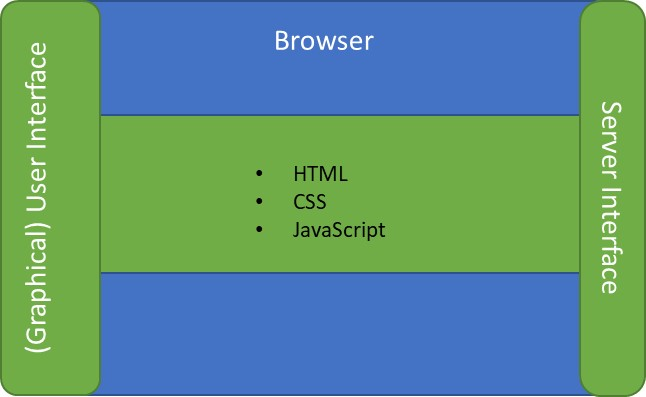 (Graphical) User Interface
Browser
• HTML
• CSS
• JavaScript
Server Interface